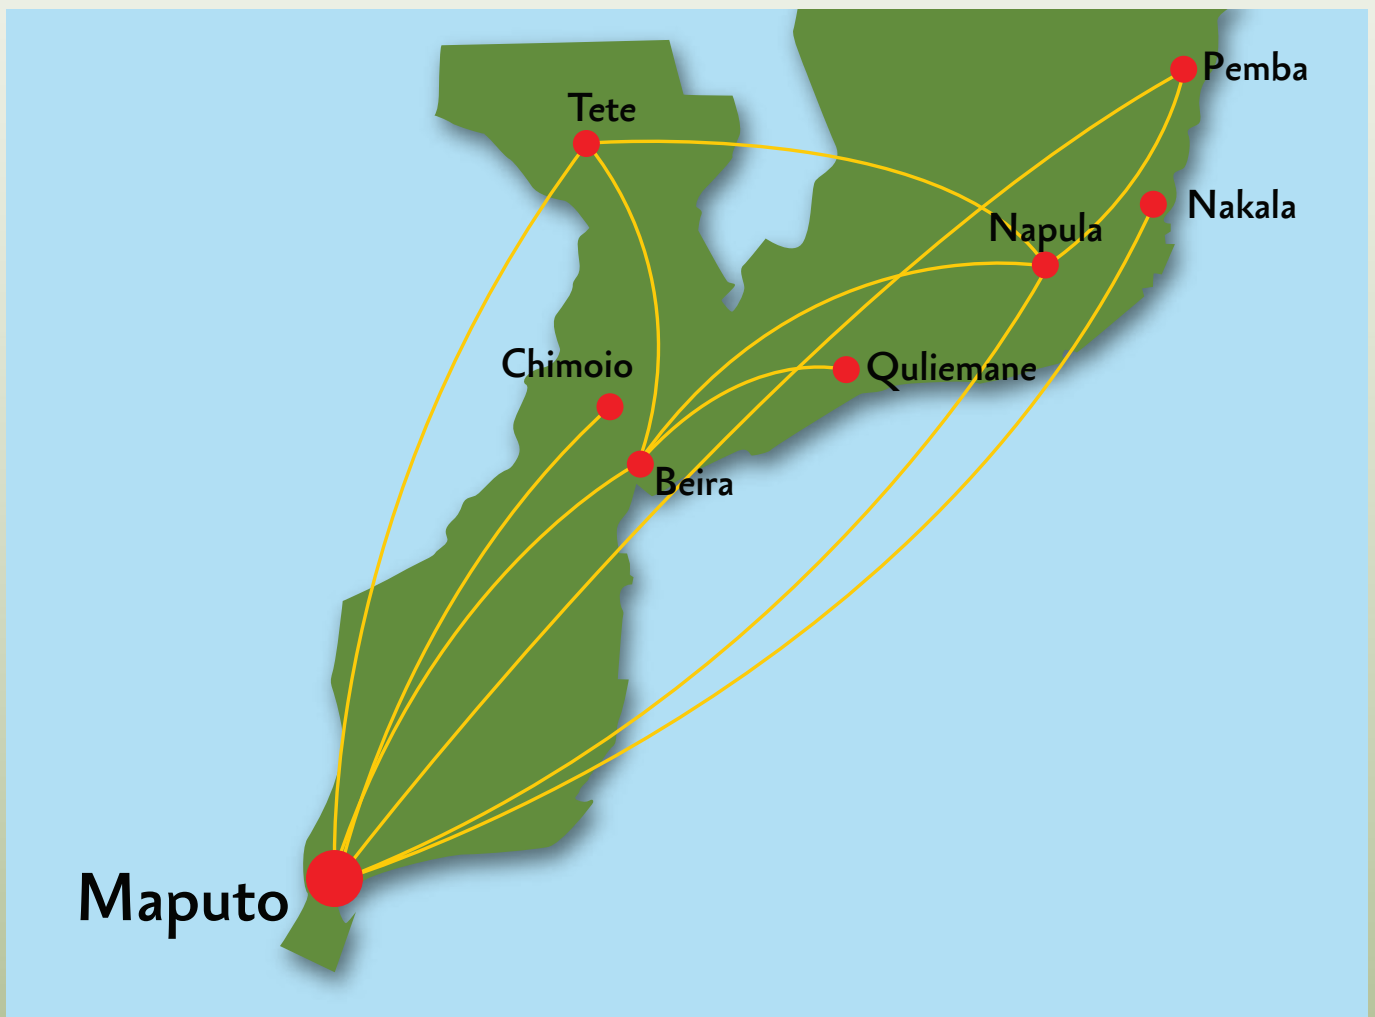 Pemba
Tete
Nakala
Napula
Chimoio
Quliemane
Beira
Maputo